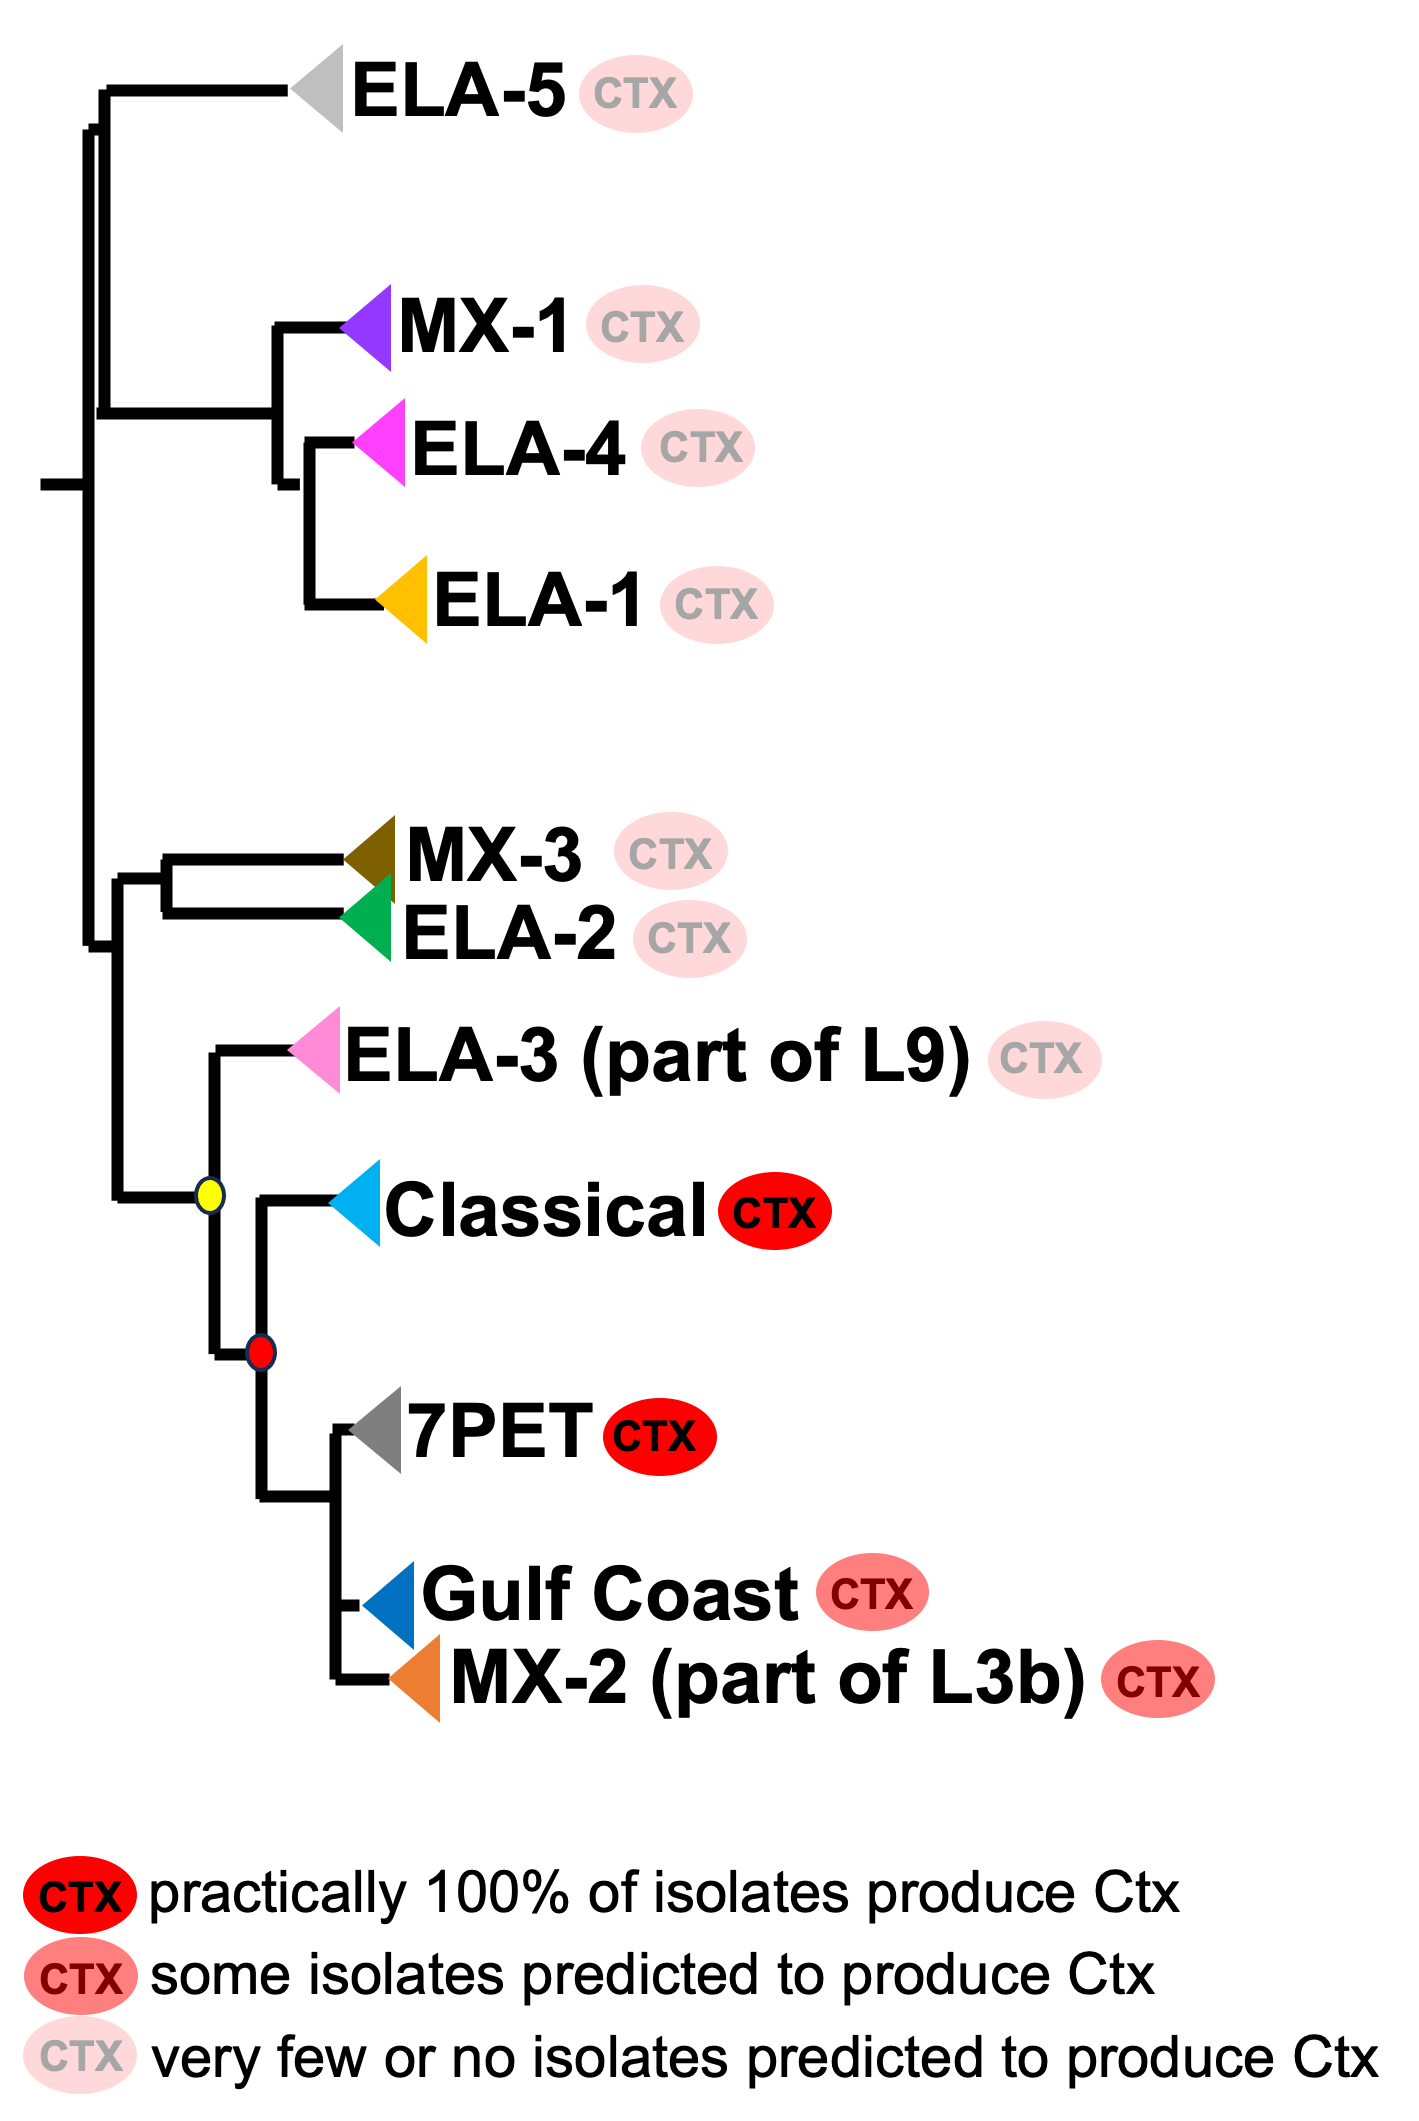 ELA-5 CTX
MX-1 CTX
ELA-4 CTX
ELA-1 CTX
MX-3 CTX
ELA-2 CTX
ELA-3 (part of L9) CTX
Classical CTX
7PET CTX
Gulf Coast CTX
MX-2 (part of L3b) CTX
CTX practically 100% of isolates produce Ctx
CTX some isolates predicted to produce Ctx
CTX very few or no isolates predicted to produce Ctx